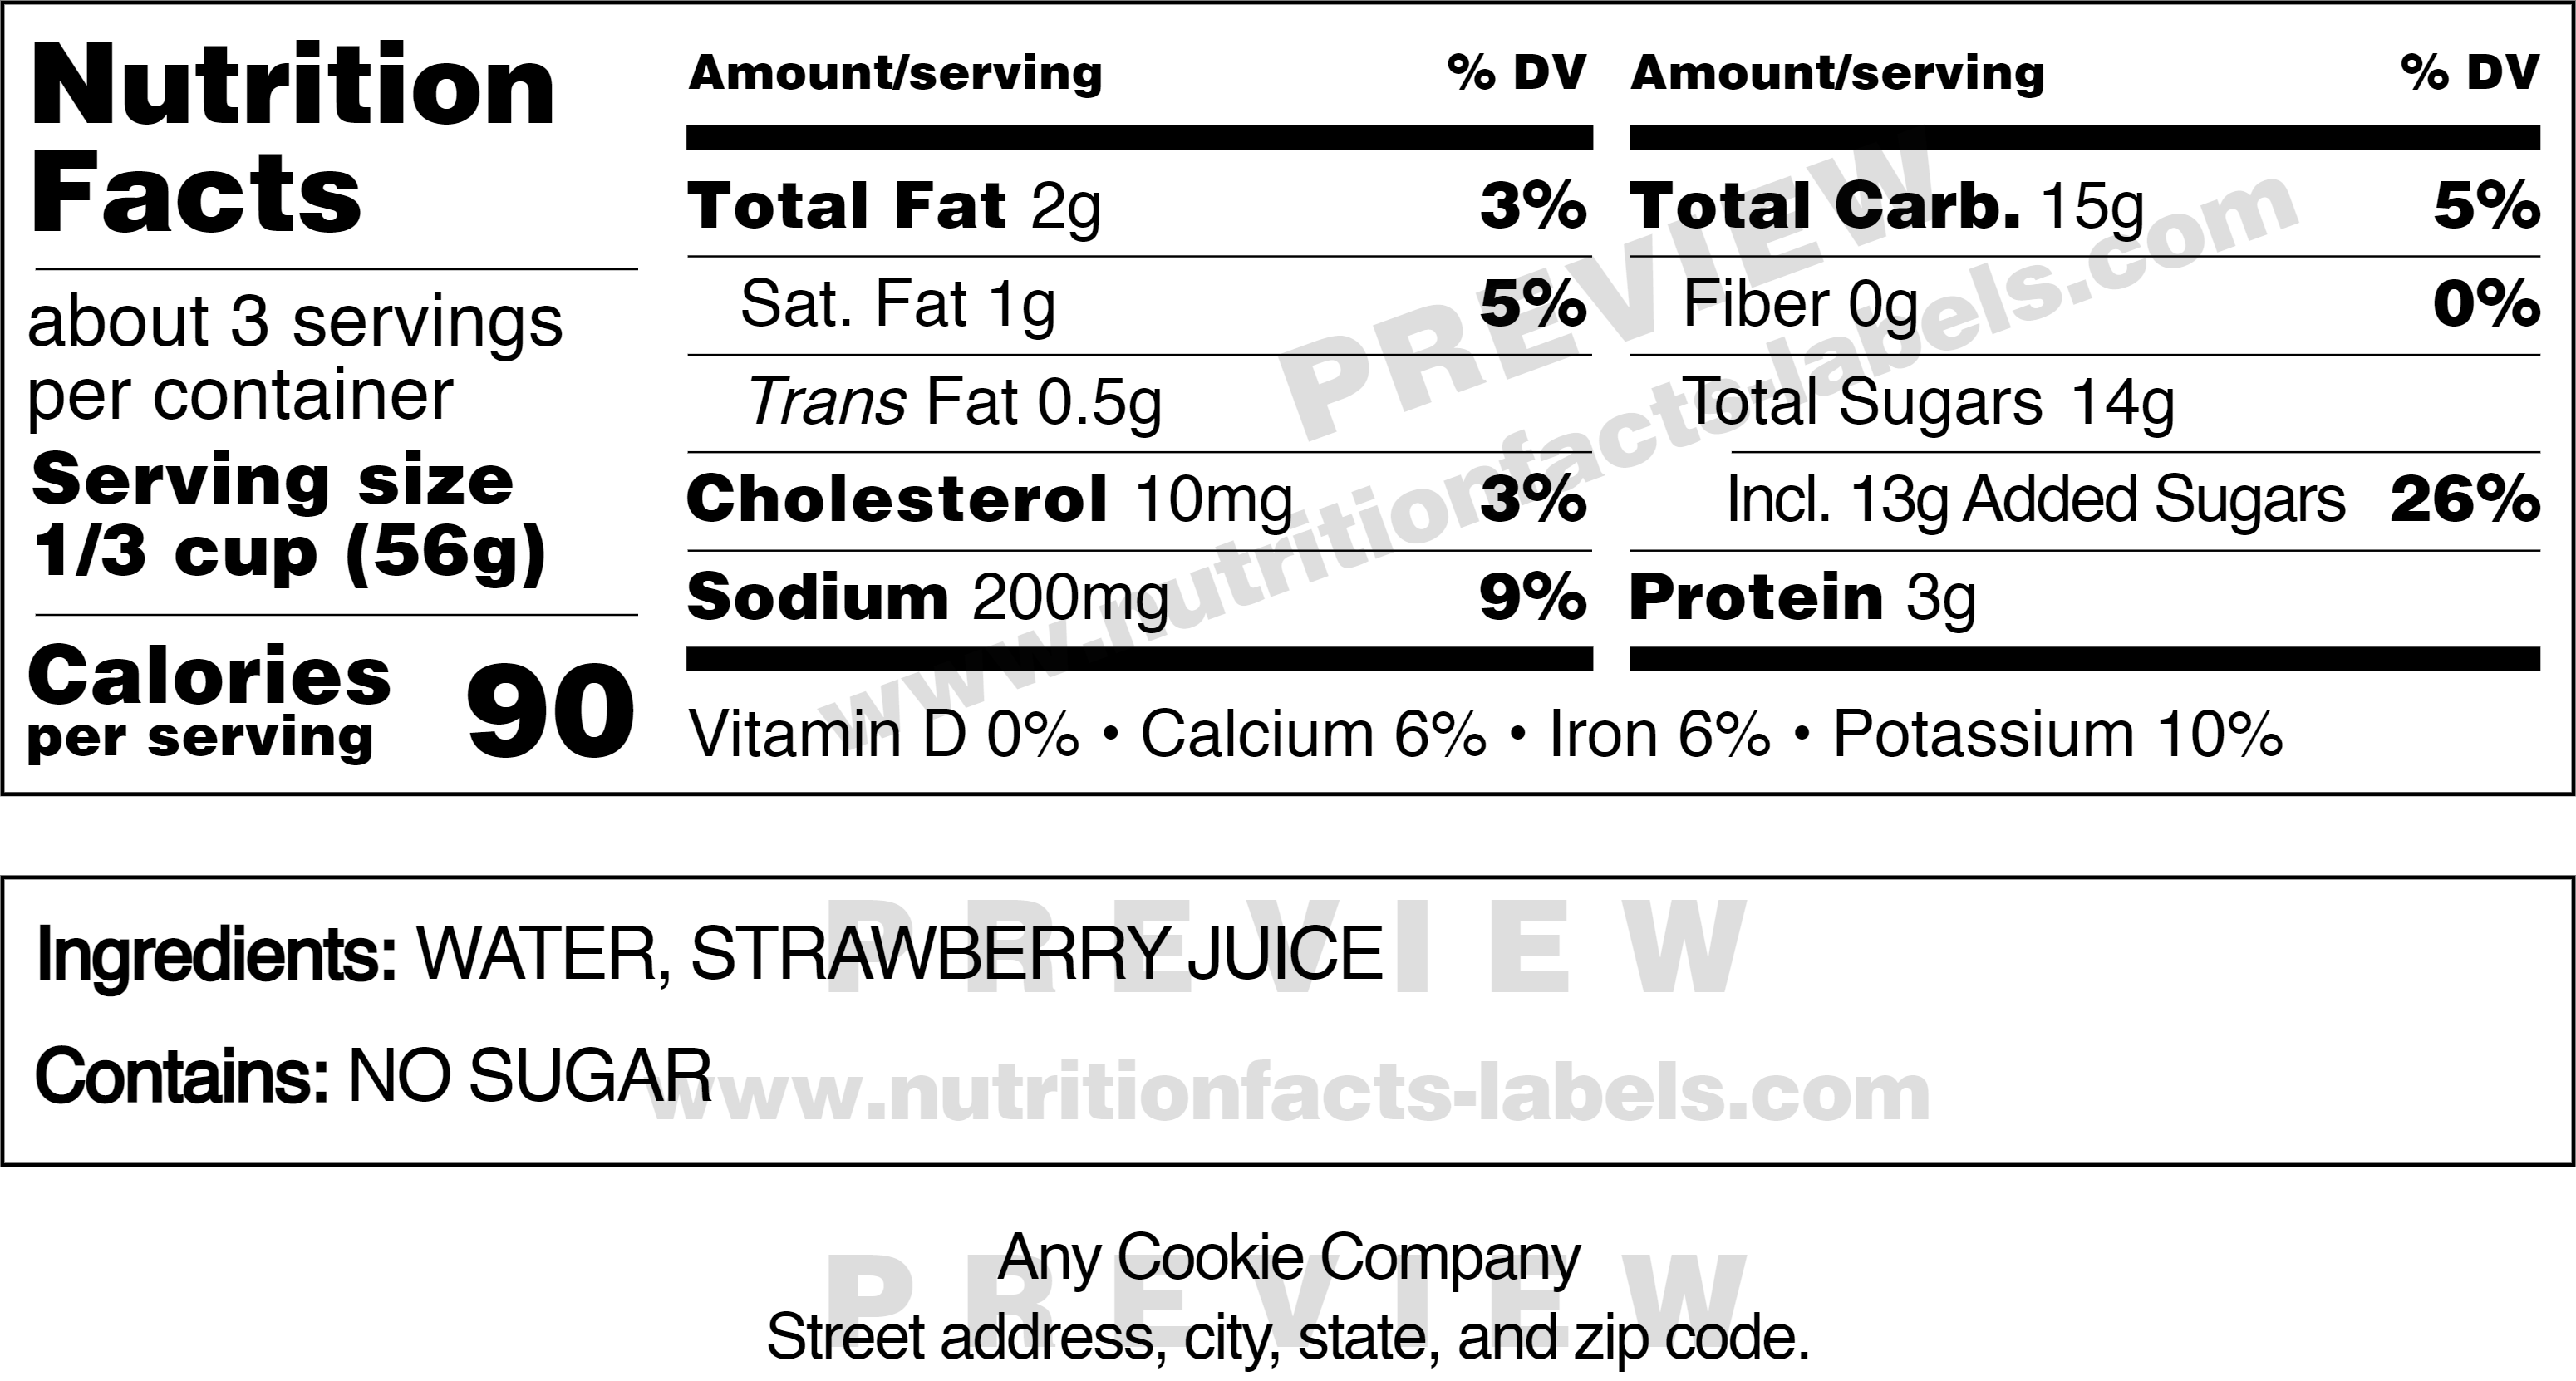 Nutrition
Facts
about 3 servings
per container
Serving size
1/3 cup (56g)
Calories
per serving
90
Amount/serving % DV
Total Fat 2g 3%
Sat. Fat 1g 5%
Trans Fat 0.5g
Cholesterol 10mg 3%
Sodium 200mg 9%
Amount/serving % DV
Total Carb. 15g 5%
Fiber 0g 0%
Total Sugars 14g
Incl. 13g Added Sugars 26%
Protein 3g
Vitamin D 0% • Calcium 6% • Iron 6% • Potassium 10%
PREVIEW
www.nutritionfacts-labels.com
Ingredients: WATER, STRAWBERRY JUICE
Contains: NO SUGAR
PREVIEW
www.nutritionfacts-labels.com
Any Cookie Company
Street address, city, state, and zip code.
PREVIEW